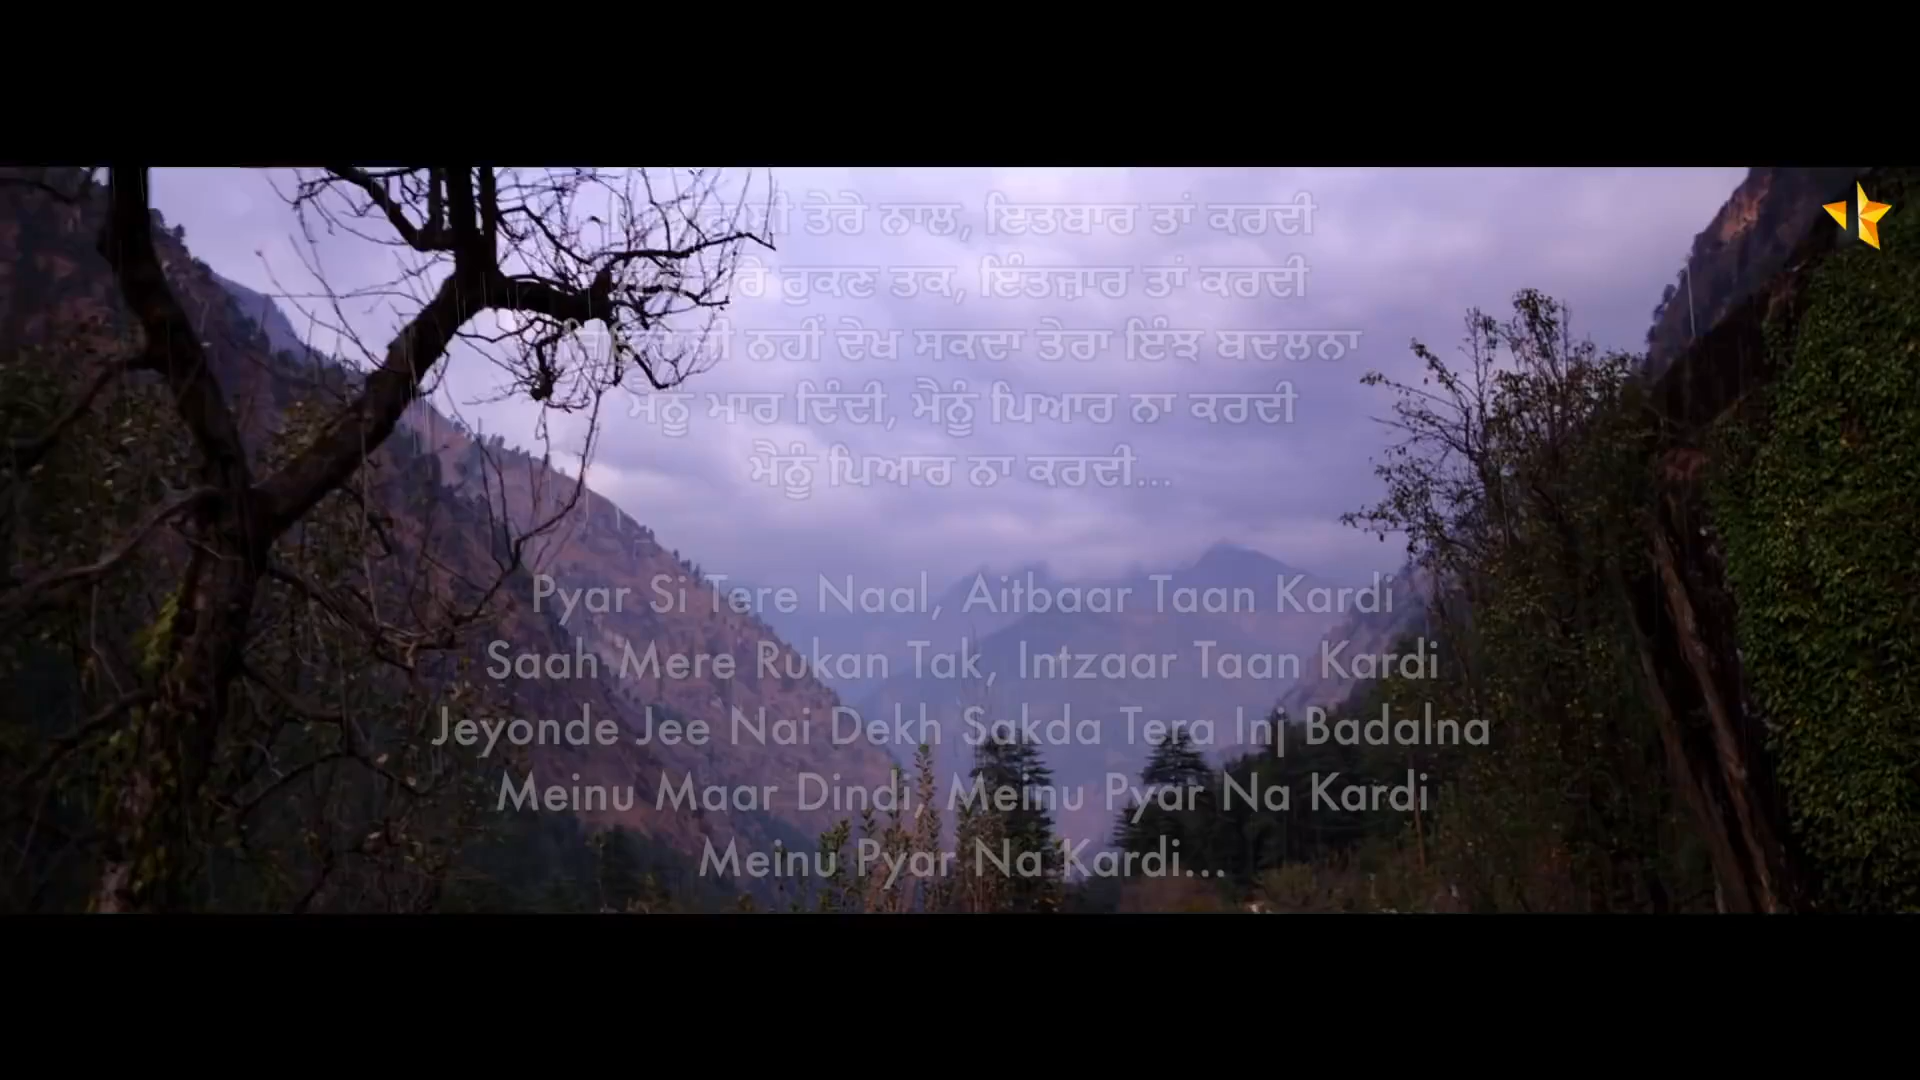 ਤੇਰੇ ਨਾਲ, ਇਤਬਾਰ ਤਾਂ ਕਰਦੀ
ਰੁਕਣ ਤਕ, ਇੰਤਜ਼ਾਰ ਤਾਂ ਕਰਦੀ
ਨਹੀਂ ਦੇਖ ਸਕਦਾ ਤੇਰਾ ਇੰਝ ਬਦਲਨਾ
ਮੈਨੂੰ ਮਾਰ ਦਿੰਦੀ, ਮੈਨੂੰ ਪਿਆਰ ਨਾ ਕਰਦੀ
ਮੈਨੂੰ ਪਿਆਰ ਨਾ ਕਰਦੀ...
Pyar Si Tere Naal, Aitbaar Taan Kardi
Saah Mere Rukan Tak, Intzaar Taan Kardi
Jeyonde Jee Nai Dekh Sakda Tera Inj Badalna
Meinu Maar Dindi, Meinu Pyar Na Kardi
Meinu Pyar Na Kardi...